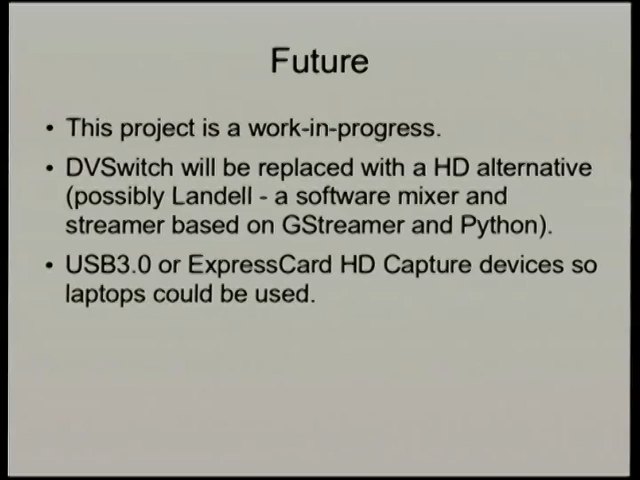 Future
• This project is a work-in-progress.
• DVSwitch will be replaced with a HD alternative
(possibly Landell - a software mixer and
streamer based on GStreamer and Python).
• USB3.0 or ExpressCard HD Capture devices so
laptops could be used.